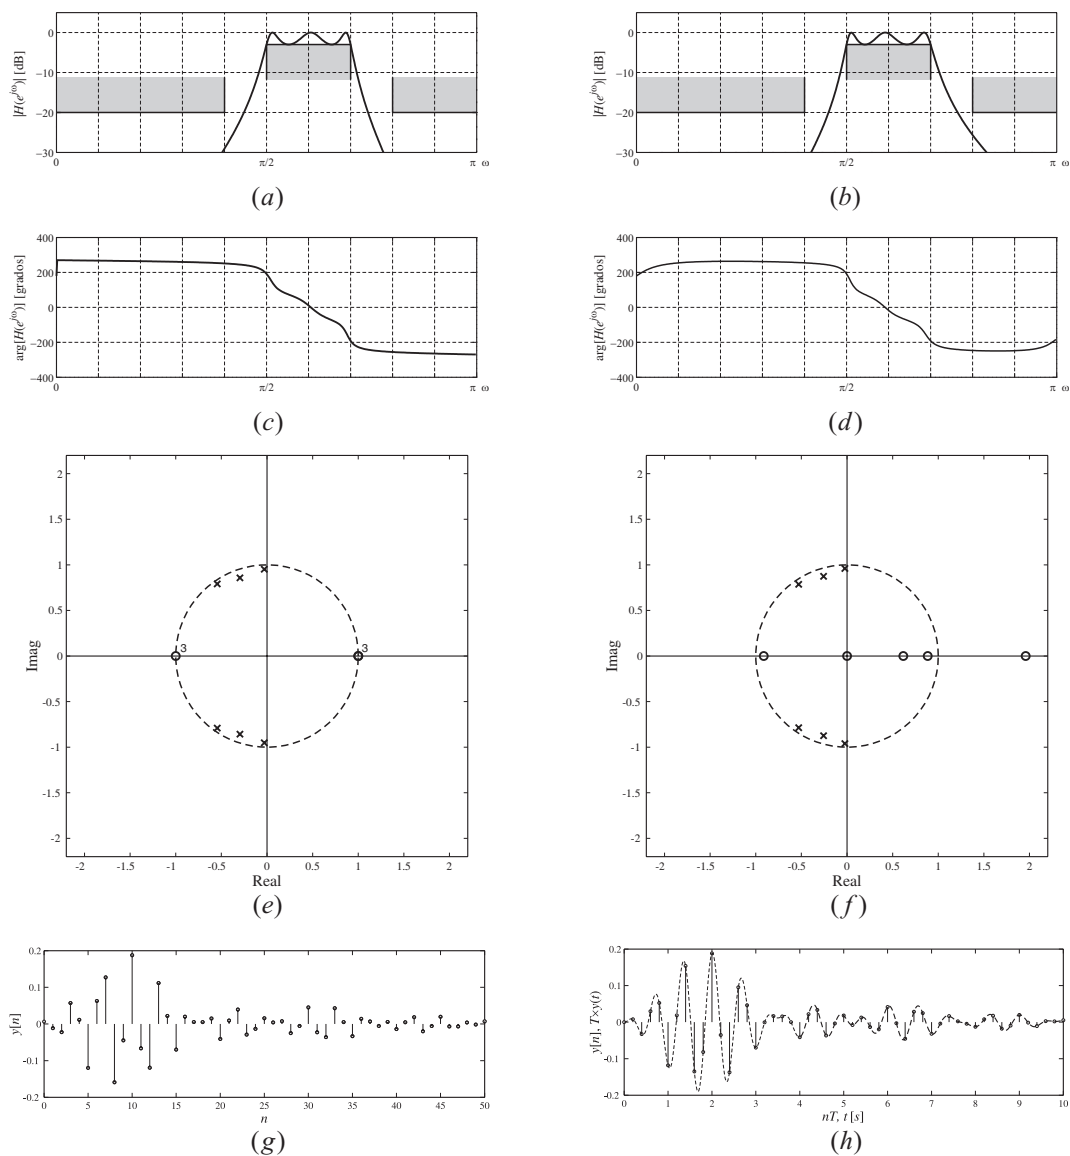 0 0
−10 −10
−20 −20
−30 −30
|H(e^{jω})| [dB] |H(e^{jω})| [dB]
0 π/2 π ω 0 π/2 π ω
(a) (b)
400 400
200 200
0 0
−200 −200
−400 −400
arg[H(e^{jω})] [grados] arg[H(e^{jω})] [grados]
0 π/2 π ω 0 π/2 π ω
(c) (d)
2 2
1.5 1.5
1 1
0.5 0.5
3 3
0 0
-0.5 -0.5
-1 -1
-1.5 -1.5
-2 -2
Imag Imag
-2 -1.5 -1 -0.5 0 0.5 1 1.5 2 -2 -1.5 -1 -0.5 0 0.5 1 1.5 2
Real Real
(e) (f)
0.2 0.2
0.1 0.1
0 0
-0.1 -0.1
-0.2 -0.2
y[n] y[n], T×y(t)
0 5 10 15 20 25 30 35 40 45 50 0 1 2 3 4 5 6 7 8 9 10
n nT, t [s]
(g) (h)